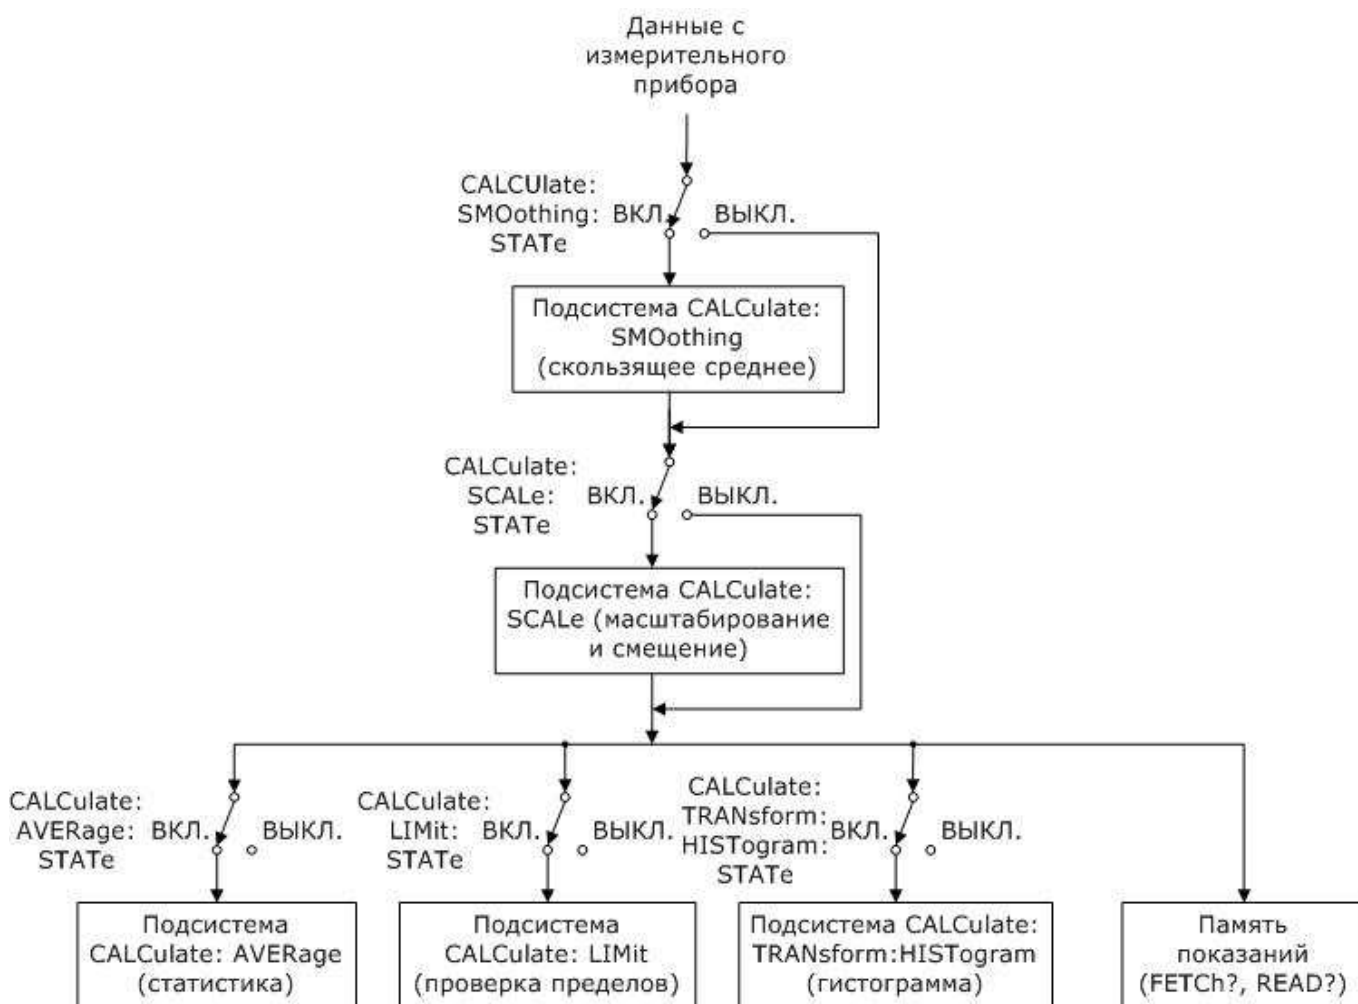 Данные с
измерительного
прибора
CALCUlate:
SMOothing: ВКЛ. ВЫКЛ.
STATe
Подсистема CALCulate:
SMOothing
(скользящее среднее)
CALCulate:
SCALe: ВКЛ. ВЫКЛ.
STATe
Подсистема CALCulate:
SCALe (масштабирование
и смещение)
CALCulate:
AVERage: ВКЛ. ВЫКЛ.
STATe
CALCulate:
LIMit: ВКЛ. ВЫКЛ.
STATe
CALCulate:
TRANsform:
ВКЛ. ВЫКЛ.
HISTogram:
STATe
Подсистема
CALCulate: AVERage
(статистика)
Подсистема
CALCulate: LIMit
(проверка пределов)
Подсистема CALCulate:
TRANsform:HISTogram
(гистограмма)
Память
показаний
(FETCh?, READ?)